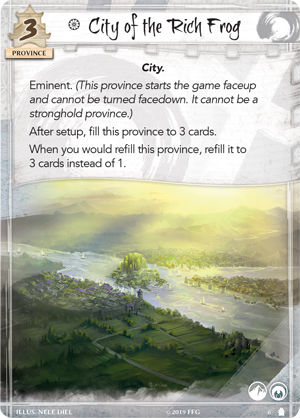 3
City of the Rich Frog
PROVINCE
City.
Eminent. (This province starts the game faceup
and cannot be turned facedown. It cannot be a
stronghold province.)
After setup, fill this province to 3 cards.
When you would refill this province, refill it to
3 cards instead of 1.
ILLUS. NELE DIEL
©2019 FFG
6